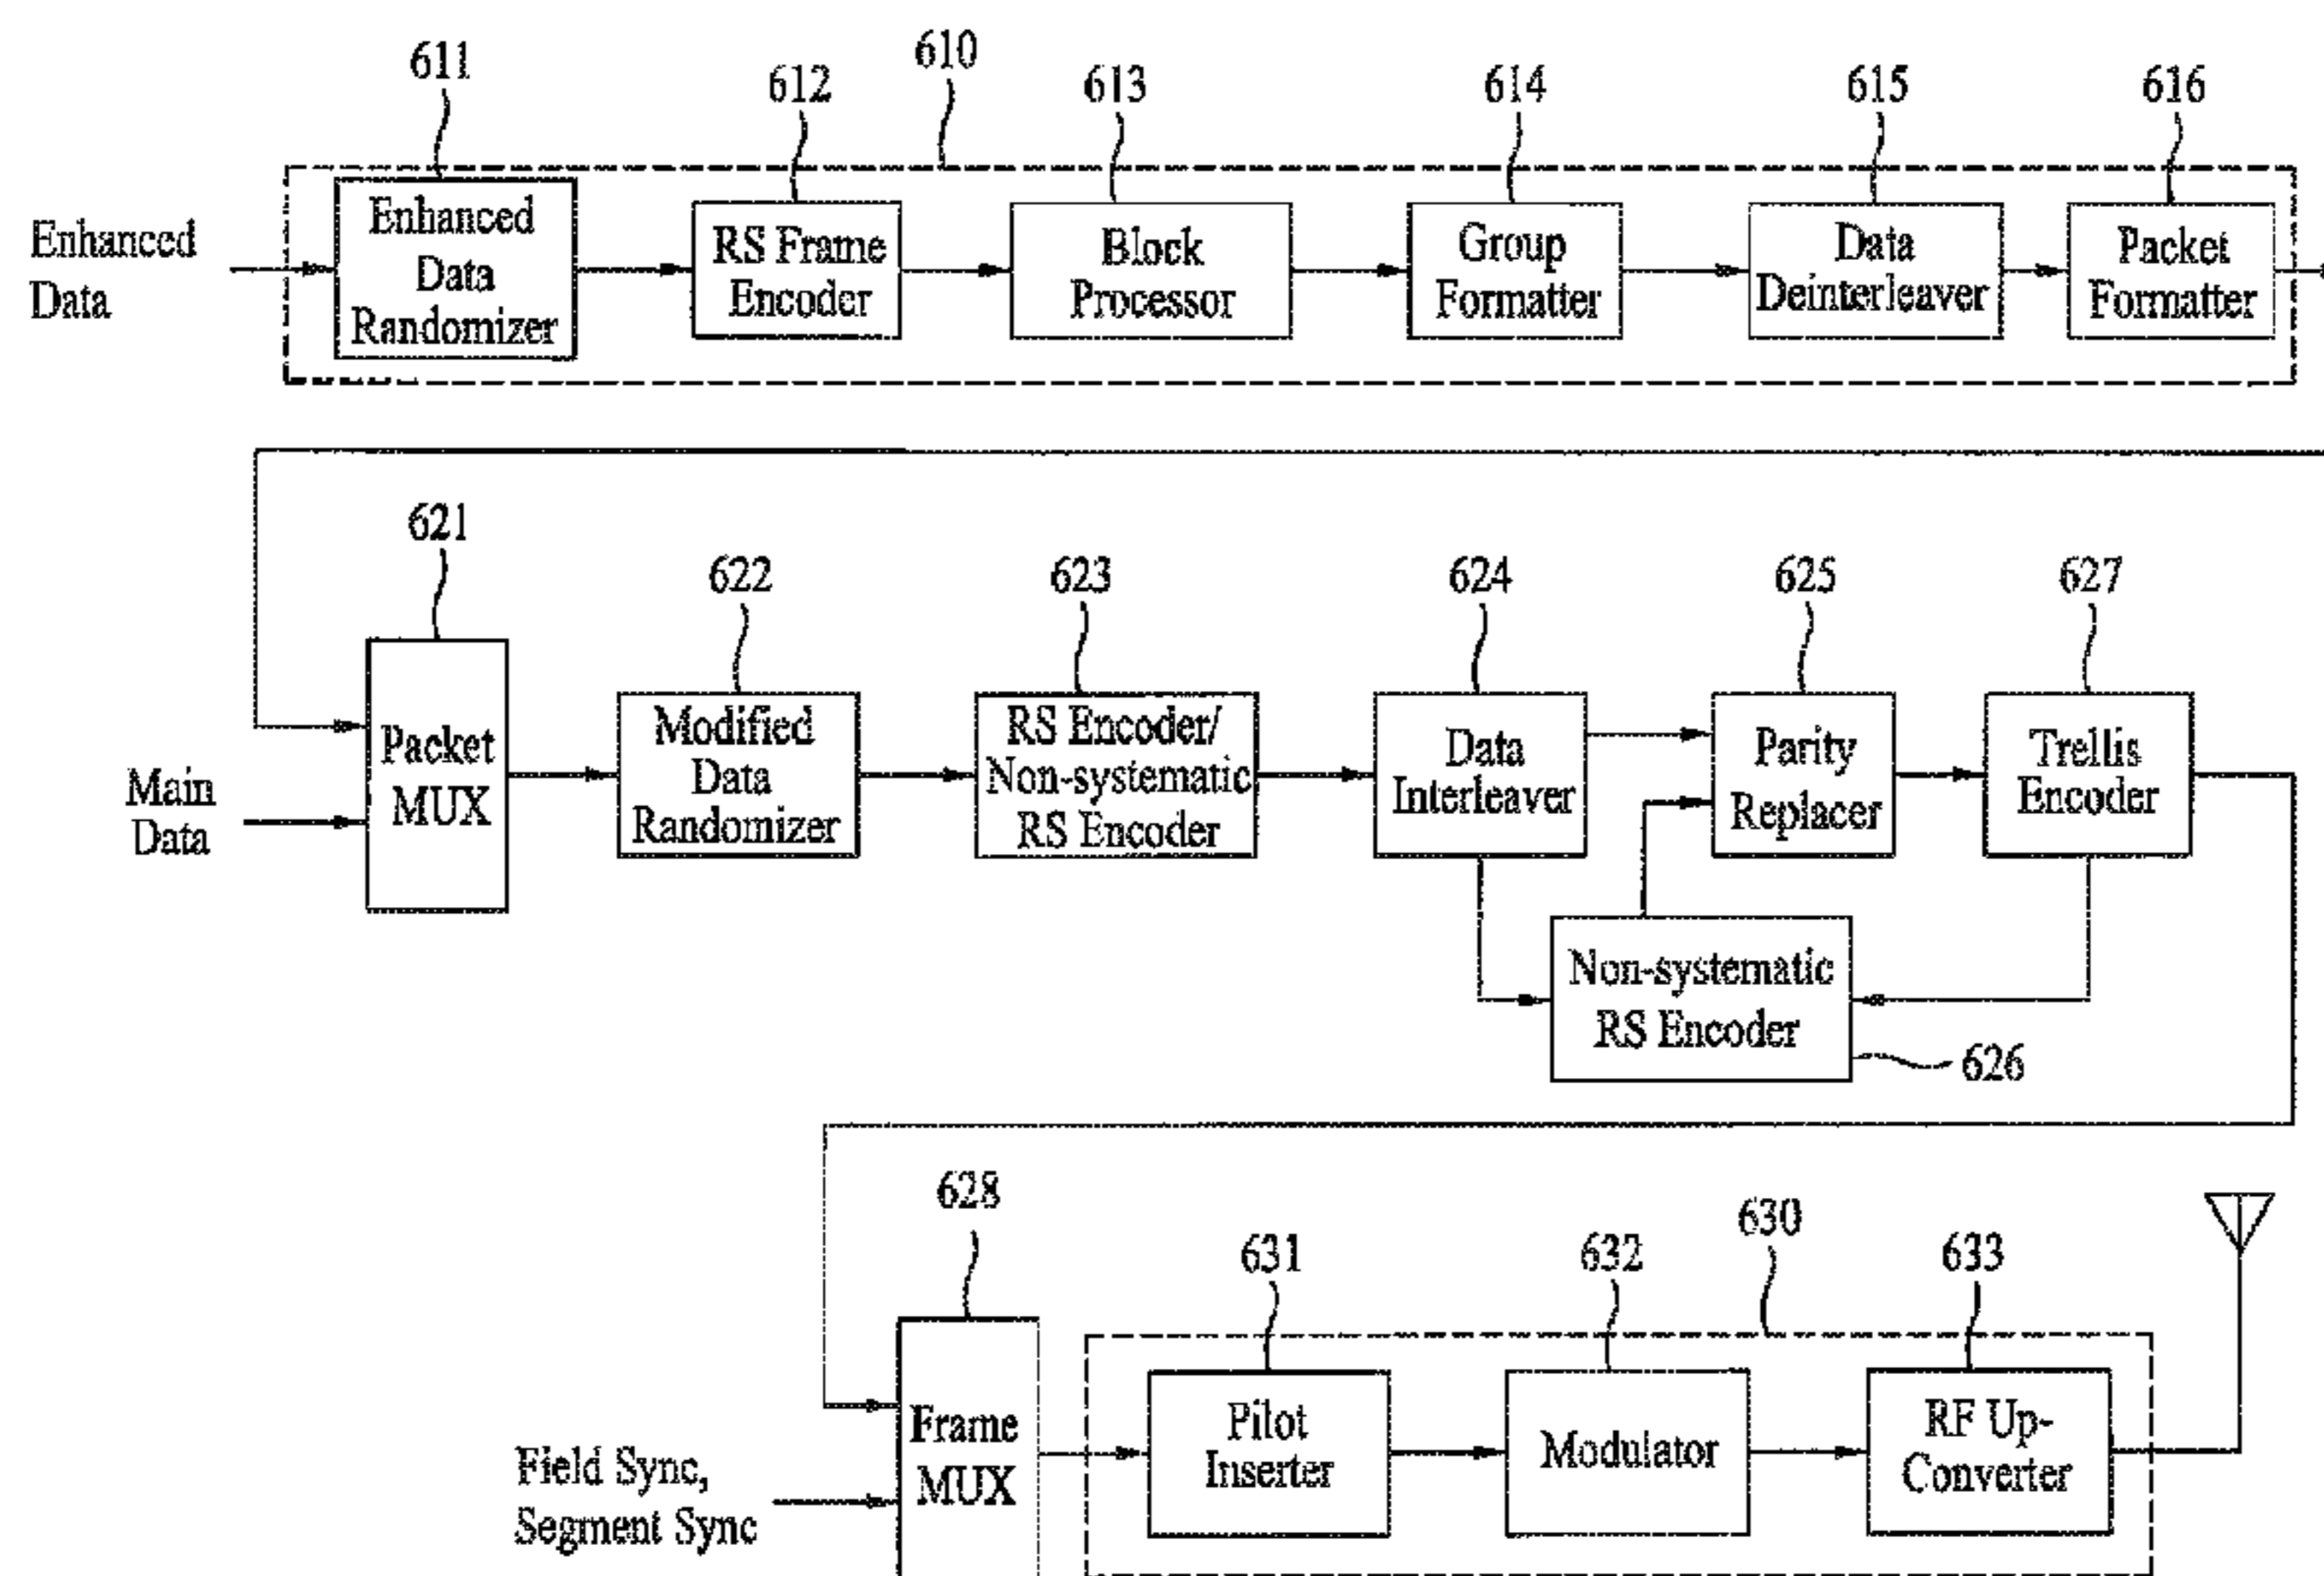 610
611
612
613
614
615
616
Enhanced
Data
Enhanced
Data
Randomizer
RS Frame
Encoder
Block
Processor
Group
Formatter
Data
Deinterleaver
Packet
Formatter
621
622
623
624
625
627
Main
Data
Packet
MUX
Modified
Data
Randomizer
RS Encoder/
Non-systematic
RS Encoder
Data
Interleaver
Parity
Replacer
Trellis
Encoder
Non-systematic
RS Encoder
626
628
630
631
632
633
Field Sync,
Segment Sync
Frame
MUX
Pilot
Inserter
Modulator
RF Up-
Converter